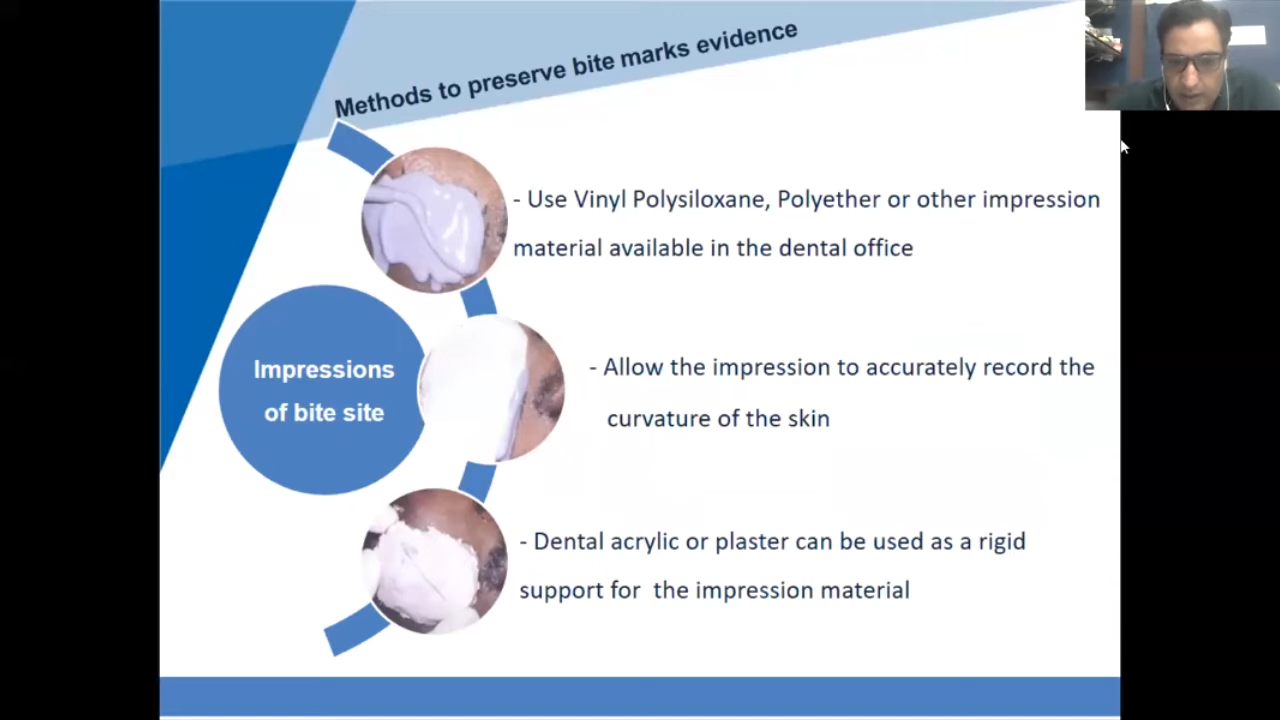 Methods to preserve bite marks evidence
- Use Vinyl Polysiloxane, Polyether or other impression
material available in the dental office
Impressions
of bite site
- Allow the impression to accurately record the
curvature of the skin
- Dental acrylic or plaster can be used as a rigid
support for the impression material